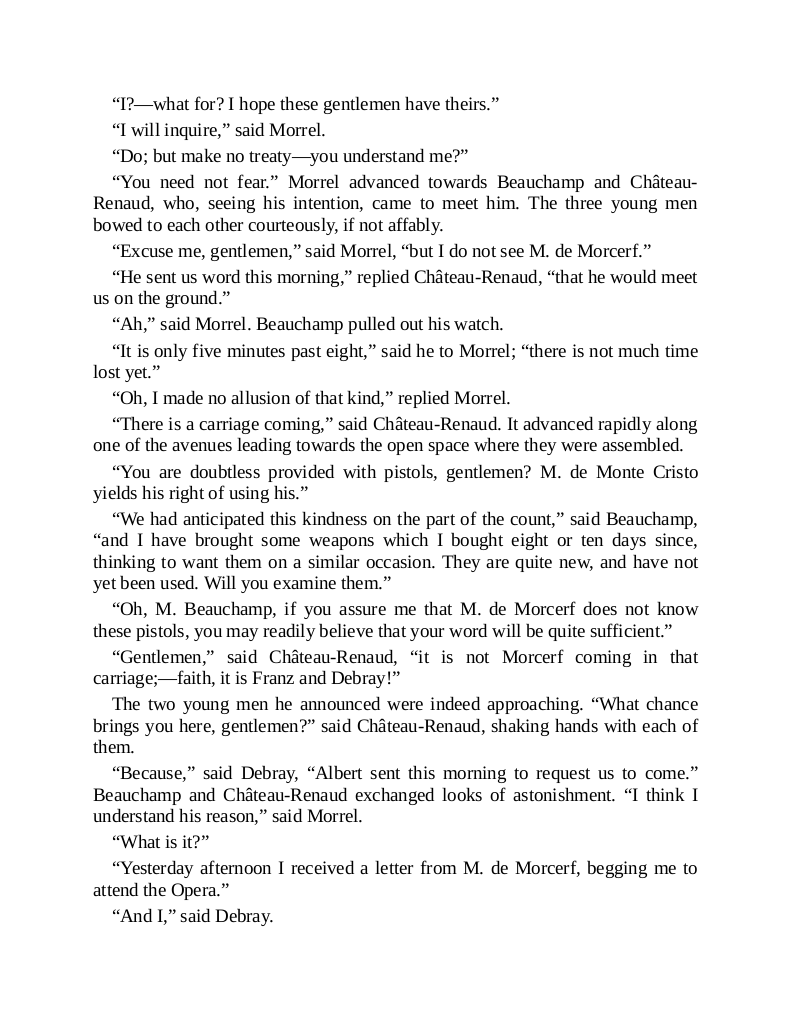 “I?—what for? I hope these gentlemen have theirs.”
“I will inquire,” said Morrel.
“Do; but make no treaty—you understand me?”
“You need not fear.” Morrel advanced towards Beauchamp and Château-
Renaud, who, seeing his intention, came to meet him. The three young men
bowed to each other courteously, if not affably.
“Excuse me, gentlemen,” said Morrel, “but I do not see M. de Morcerf.”
“He sent us word this morning,” replied Château-Renaud, “that he would meet
us on the ground.”
“Ah,” said Morrel. Beauchamp pulled out his watch.
“It is only five minutes past eight,” said he to Morrel; “there is not much time
lost yet.”
“Oh, I made no allusion of that kind,” replied Morrel.
“There is a carriage coming,” said Château-Renaud. It advanced rapidly along
one of the avenues leading towards the open space where they were assembled.
“You are doubtless provided with pistols, gentlemen? M. de Monte Cristo
yields his right of using his.”
“We had anticipated this kindness on the part of the count,” said Beauchamp,
“and I have brought some weapons which I bought eight or ten days since,
thinking to want them on a similar occasion. They are quite new, and have not
yet been used. Will you examine them.”
“Oh, M. Beauchamp, if you assure me that M. de Morcerf does not know
these pistols, you may readily believe that your word will be quite sufficient.”
“Gentlemen,” said Château-Renaud, “it is not Morcerf coming in that
carriage;—faith, it is Franz and Debray!”
The two young men he announced were indeed approaching. “What chance
brings you here, gentlemen?” said Château-Renaud, shaking hands with each of
them.
“Because,” said Debray, “Albert sent this morning to request us to come.”
Beauchamp and Château-Renaud exchanged looks of astonishment. “I think I
understand his reason,” said Morrel.
“What is it?”
“Yesterday afternoon I received a letter from M. de Morcerf, begging me to
attend the Opera.”
“And I,” said Debray.